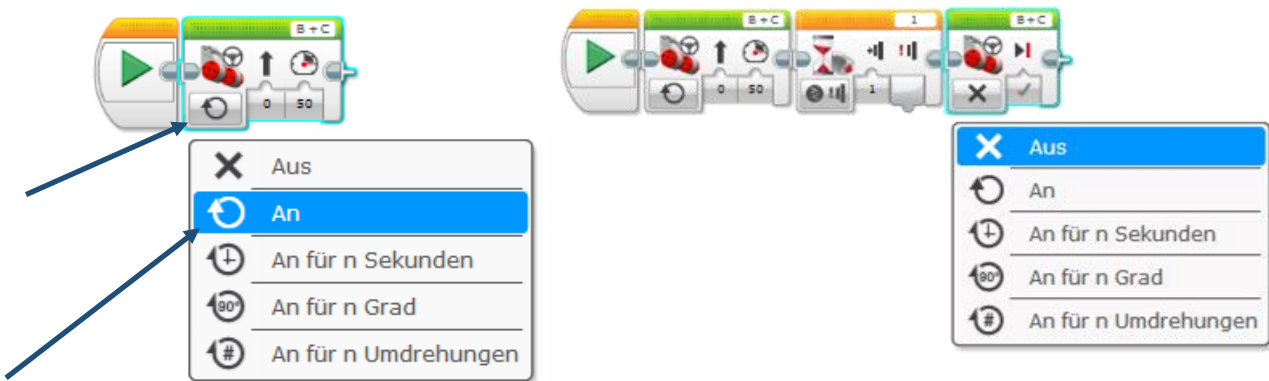 B + C
0 50
Aus
An
An für n Sekunden
90°
An für n Grad
#
An für n Umdrehungen
B + C 1 B + C
0 50 1
Aus
An
An für n Sekunden
90°
An für n Grad
#
An für n Umdrehungen